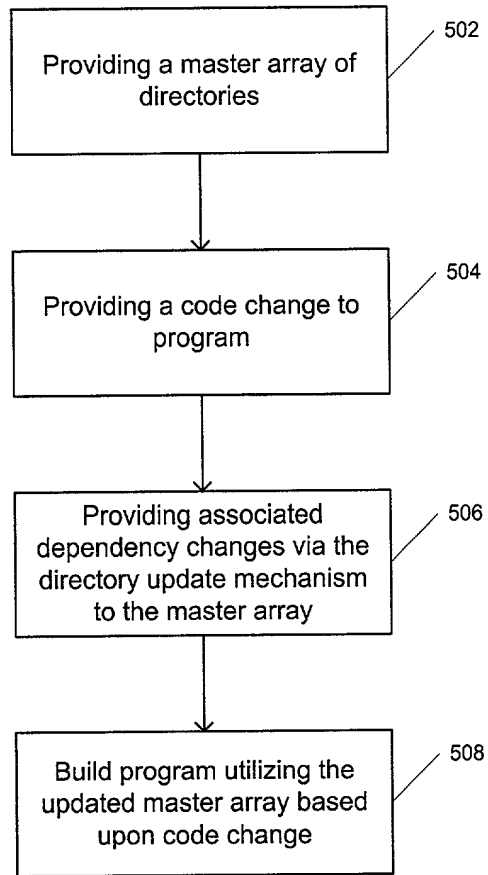 Providing a master array of
directories
502
Providing a code change to
program
504
Providing associated
dependency changes via the
directory update mechanism
to the master array
506
Build program utilizing the
updated master array based
upon code change
508